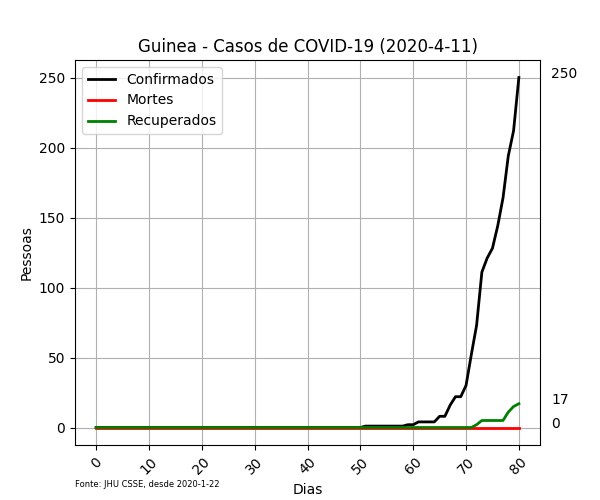 Guinea - Casos de COVID-19 (2020-4-11)
Confirmados
Mortes
Recuperados
250
200
150
100
50
0
Pessoas
250
17
0
0 10 20 30 40 50 60 70 80
Fonte: JHU CSSE, desde 2020-1-22
Dias